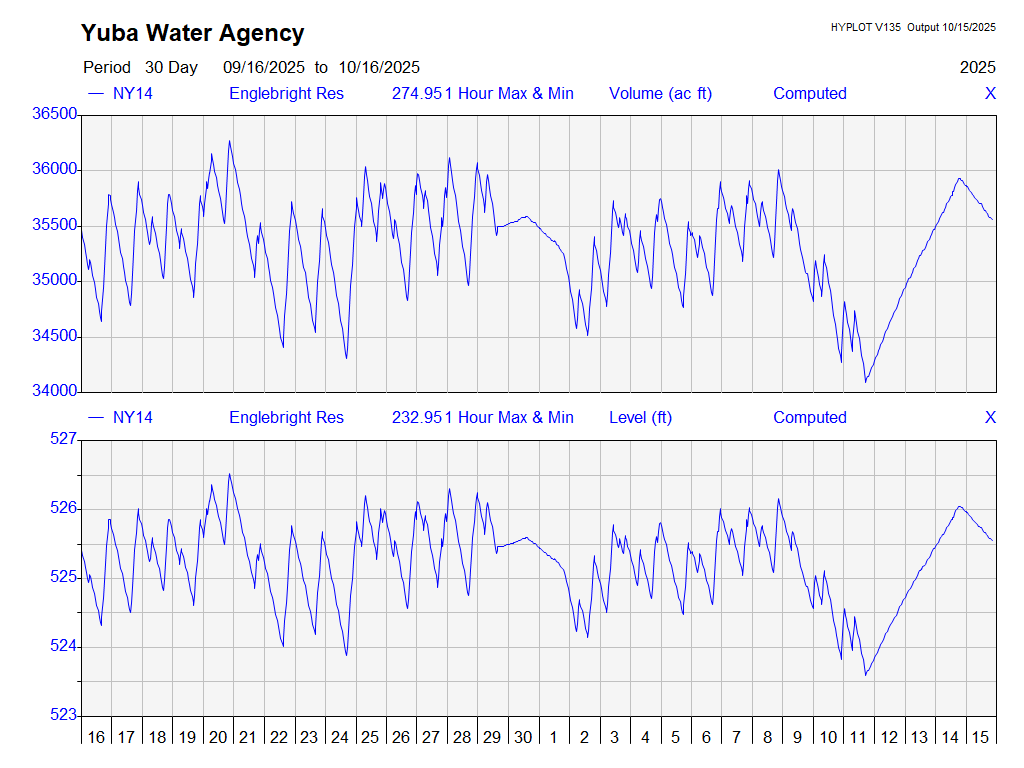 Yuba Water Agency
HYPLOT V135 Output 10/15/2025
Period 30 Day 09/16/2025 to 10/16/2025
2025
NY14 Englebright Res 274.951 Hour Max & Min Volume (ac ft) Computed X
36500
36000
35500
35000
34500
34000
NY14 Englebright Res 232.951 Hour Max & Min Level (ft) Computed X
527
526
525
524
523
16 17 18 19 20 21 22 23 24 25 26 27 28 29 30 1 2 3 4 5 6 7 8 9 10 11 12 13 14 15